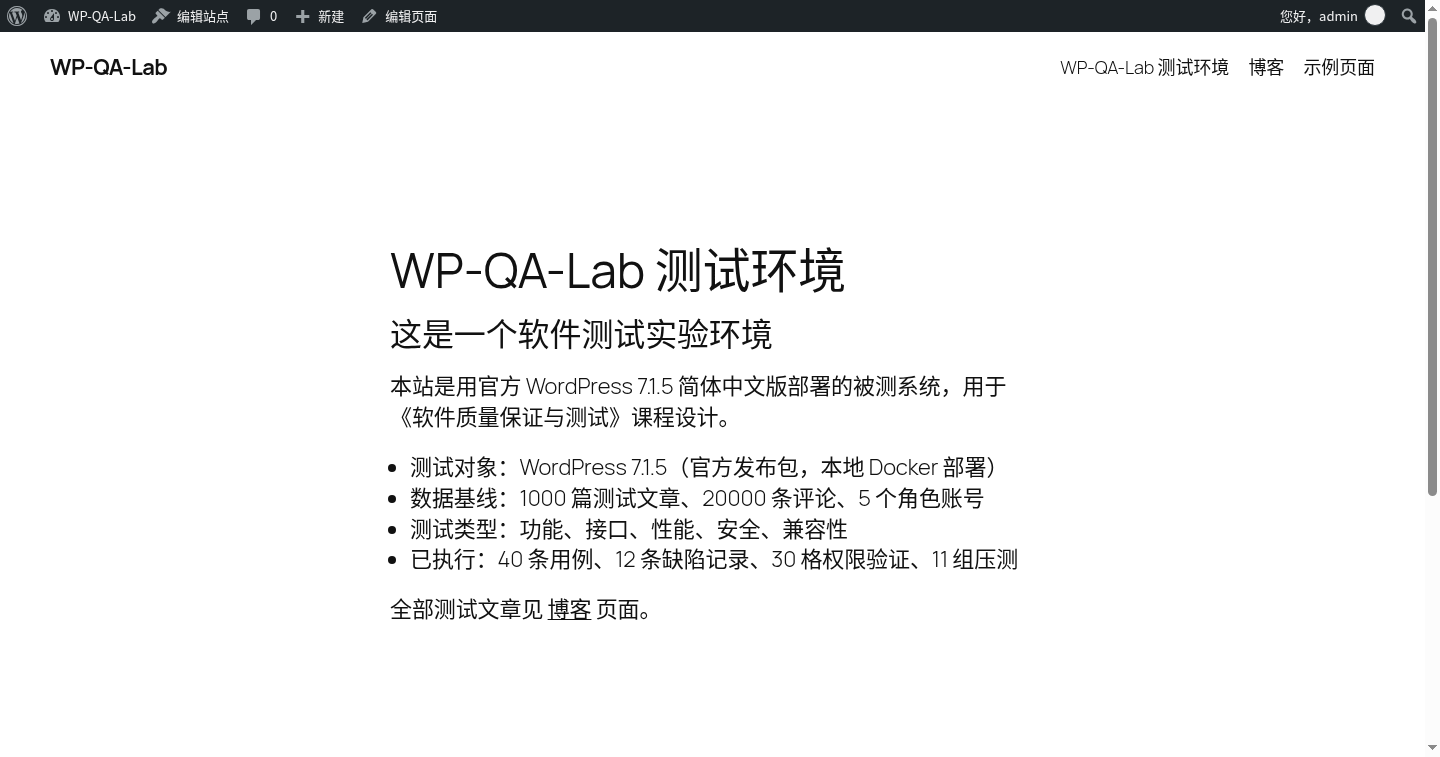 WP-QA-Lab 编辑站点 0 新建 编辑页面 您好，admin
WP-QA-Lab WP-QA-Lab 测试环境 博客 示例页面
WP-QA-Lab 测试环境
这是一个软件测试实验环境
本站是用官方 WordPress 7.1.5 简体中文版部署的被测系统，用于
《软件质量保证与测试》课程设计。
测试对象：WordPress 7.1.5（官方发布包，本地 Docker 部署）
数据基线：1000 篇测试文章、20000 条评论、5 个角色账号
测试类型：功能、接口、性能、安全、兼容性
已执行：40 条用例、12 条缺陷记录、30 格权限验证、11 组压测
全部测试文章见 博客 页面。